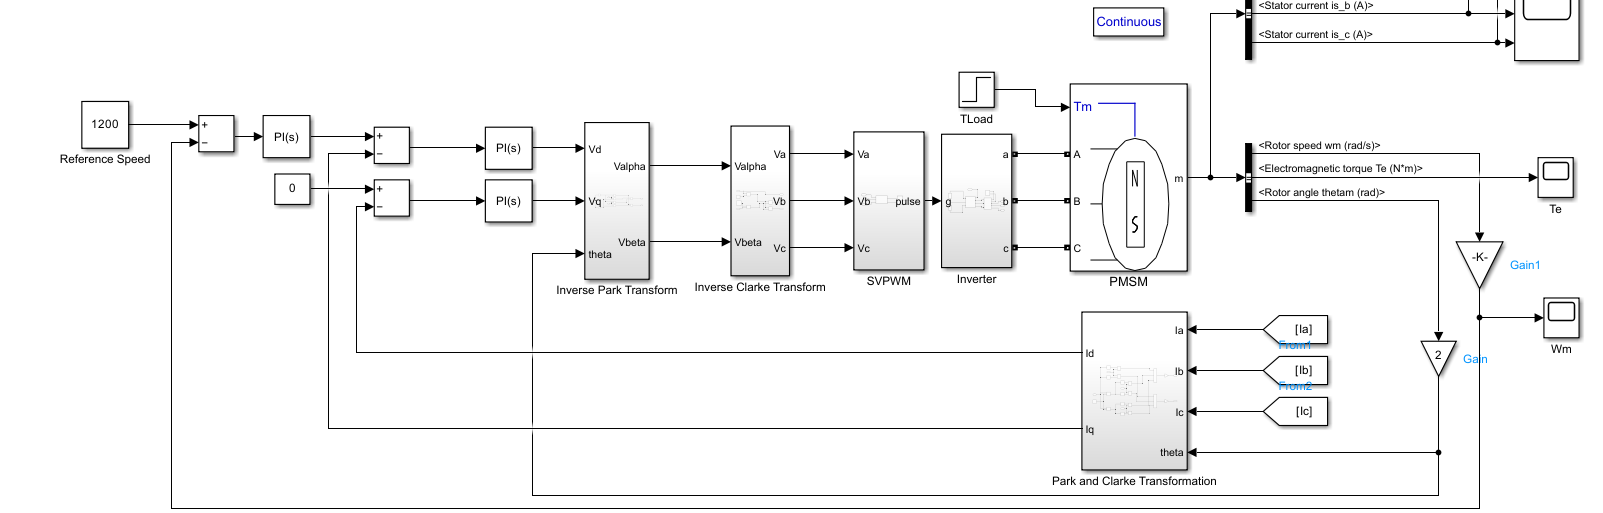 <Stator current is_b (A)>
Continuous
<Stator current is_c (A)>
Tm
TLoad
1200
Reference Speed
+
−
PI(s)
+
−
PI(s)
0
+
−
PI(s)
Vd
Valpha
Vq
Vbeta
theta
Inverse Park Transform
Va
Valpha
Vb
Vbeta
Vc
Inverse Clarke Transform
Va
Vb
pulse
Vc
SVPWM
a
g
b
c
Inverter
A
m
B
C
N
S
PMSM
<Rotor speed wm (rad/s)>
<Electromagnetic torque Te (N*m)>
<Rotor angle thetam (rad)>
Te
-K-
Gain1
Wm
2
Gain
Ia
[Ia]
From1
Id
Ib
[Ib]
From2
Ic
[Ic]
Iq
theta
Park and Clarke Transformation